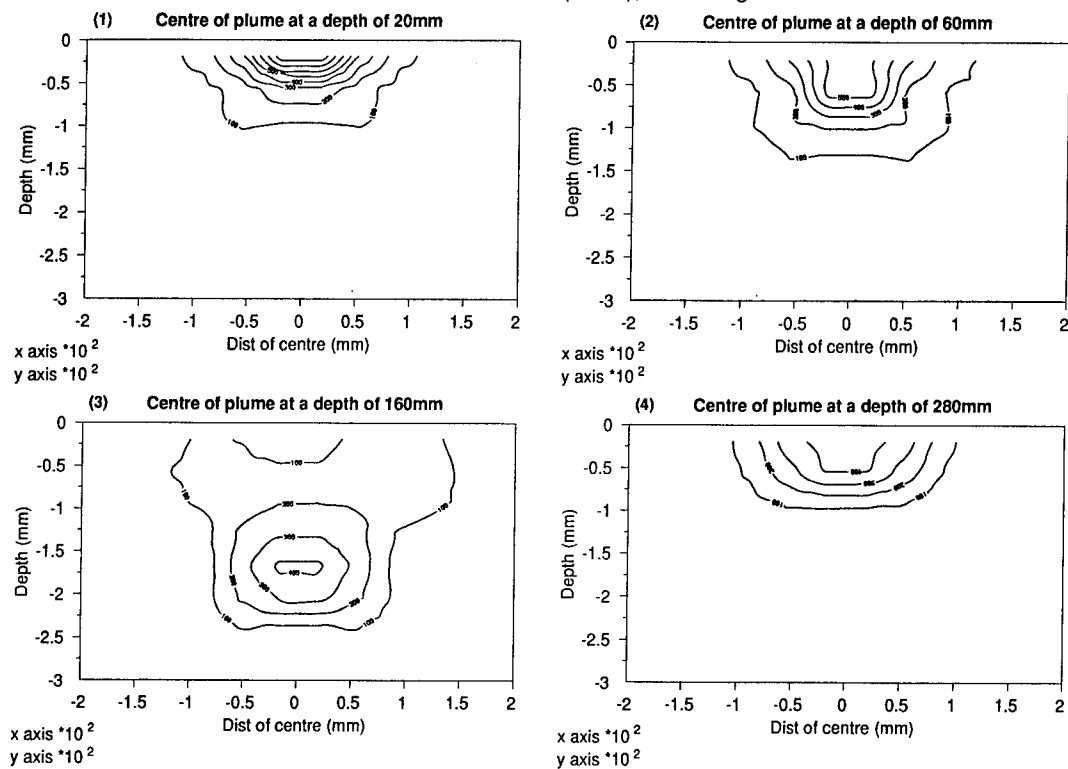 (1) Centre of plume at a depth of 20mm
0
-0.5
-1
-1.5
-2
-2.5
-3
Depth (mm)
-2 -1.5 -1 -0.5 0 0.5 1 1.5 2
Dist of centre (mm)
x axis *10 2
y axis *10 2
300
100
(2) Centre of plume at a depth of 60mm
0
-0.5
-1
-1.5
-2
-2.5
-3
Depth (mm)
-2 -1.5 -1 -0.5 0 0.5 1 1.5 2
Dist of centre (mm)
x axis *10 2
y axis *10 2
100
(3) Centre of plume at a depth of 160mm
0
-0.5
-1
-1.5
-2
-2.5
-3
Depth (mm)
-2 -1.5 -1 -0.5 0 0.5 1 1.5 2
Dist of centre (mm)
x axis *10 2
y axis *10 2
100
200
300
400
(4) Centre of plume at a depth of 280mm
0
-0.5
-1
-1.5
-2
-2.5
-3
Depth (mm)
-2 -1.5 -1 -0.5 0 0.5 1 1.5 2
Dist of centre (mm)
x axis *10 2
y axis *10 2
100